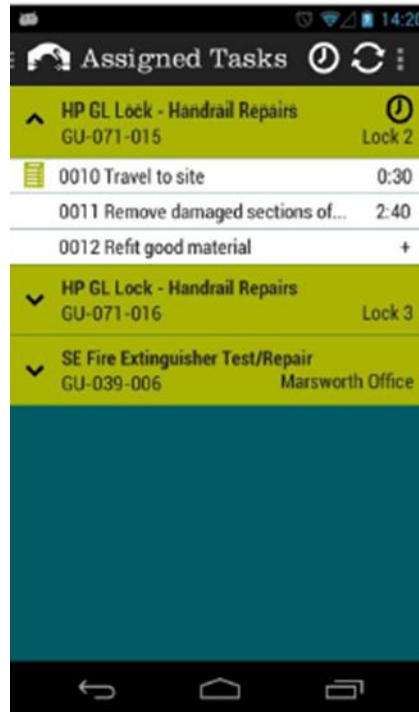 14:20
Assigned Tasks
HP GL Lock - Handrail Repairs
GU-071-015 Lock 2
0010 Travel to site 0:30
0011 Remove damaged sections of... 2:40
0012 Refit good material +
HP GL Lock - Handrail Repairs
GU-071-016 Lock 3
SE Fire Extinguisher Test/Repair
GU-039-006 Marsworth Office